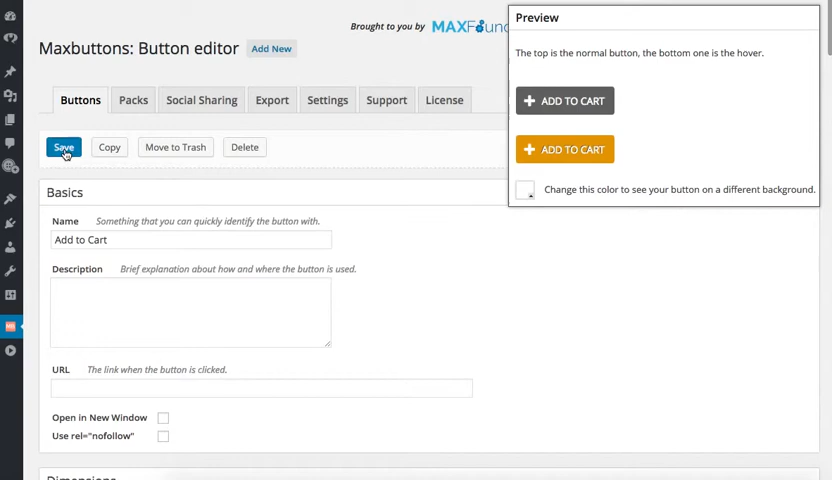 Brought to you by MAXFound
Maxbuttons: Button editor Add New
Buttons Packs Social Sharing Export Settings Support License
Save Copy Move to Trash Delete
Basics
Name Something that you can quickly identify the button with.
Add to Cart
Description Brief explanation about how and where the button is used.
URL The link when the button is clicked.
Open in New Window
Use rel="nofollow"
Dimensions
Preview
The top is the normal button, the bottom one is the hover.
+ ADD TO CART
+ ADD TO CART
Change this color to see your button on a different background.